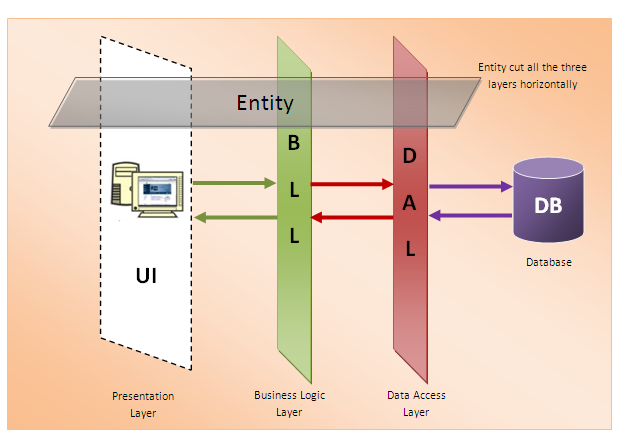 Entity cut all the three
layers horizontally
Entity
B
L
L
D
A
L
DB
UI
Database
Presentation
Layer
Business Logic
Layer
Data Access
Layer